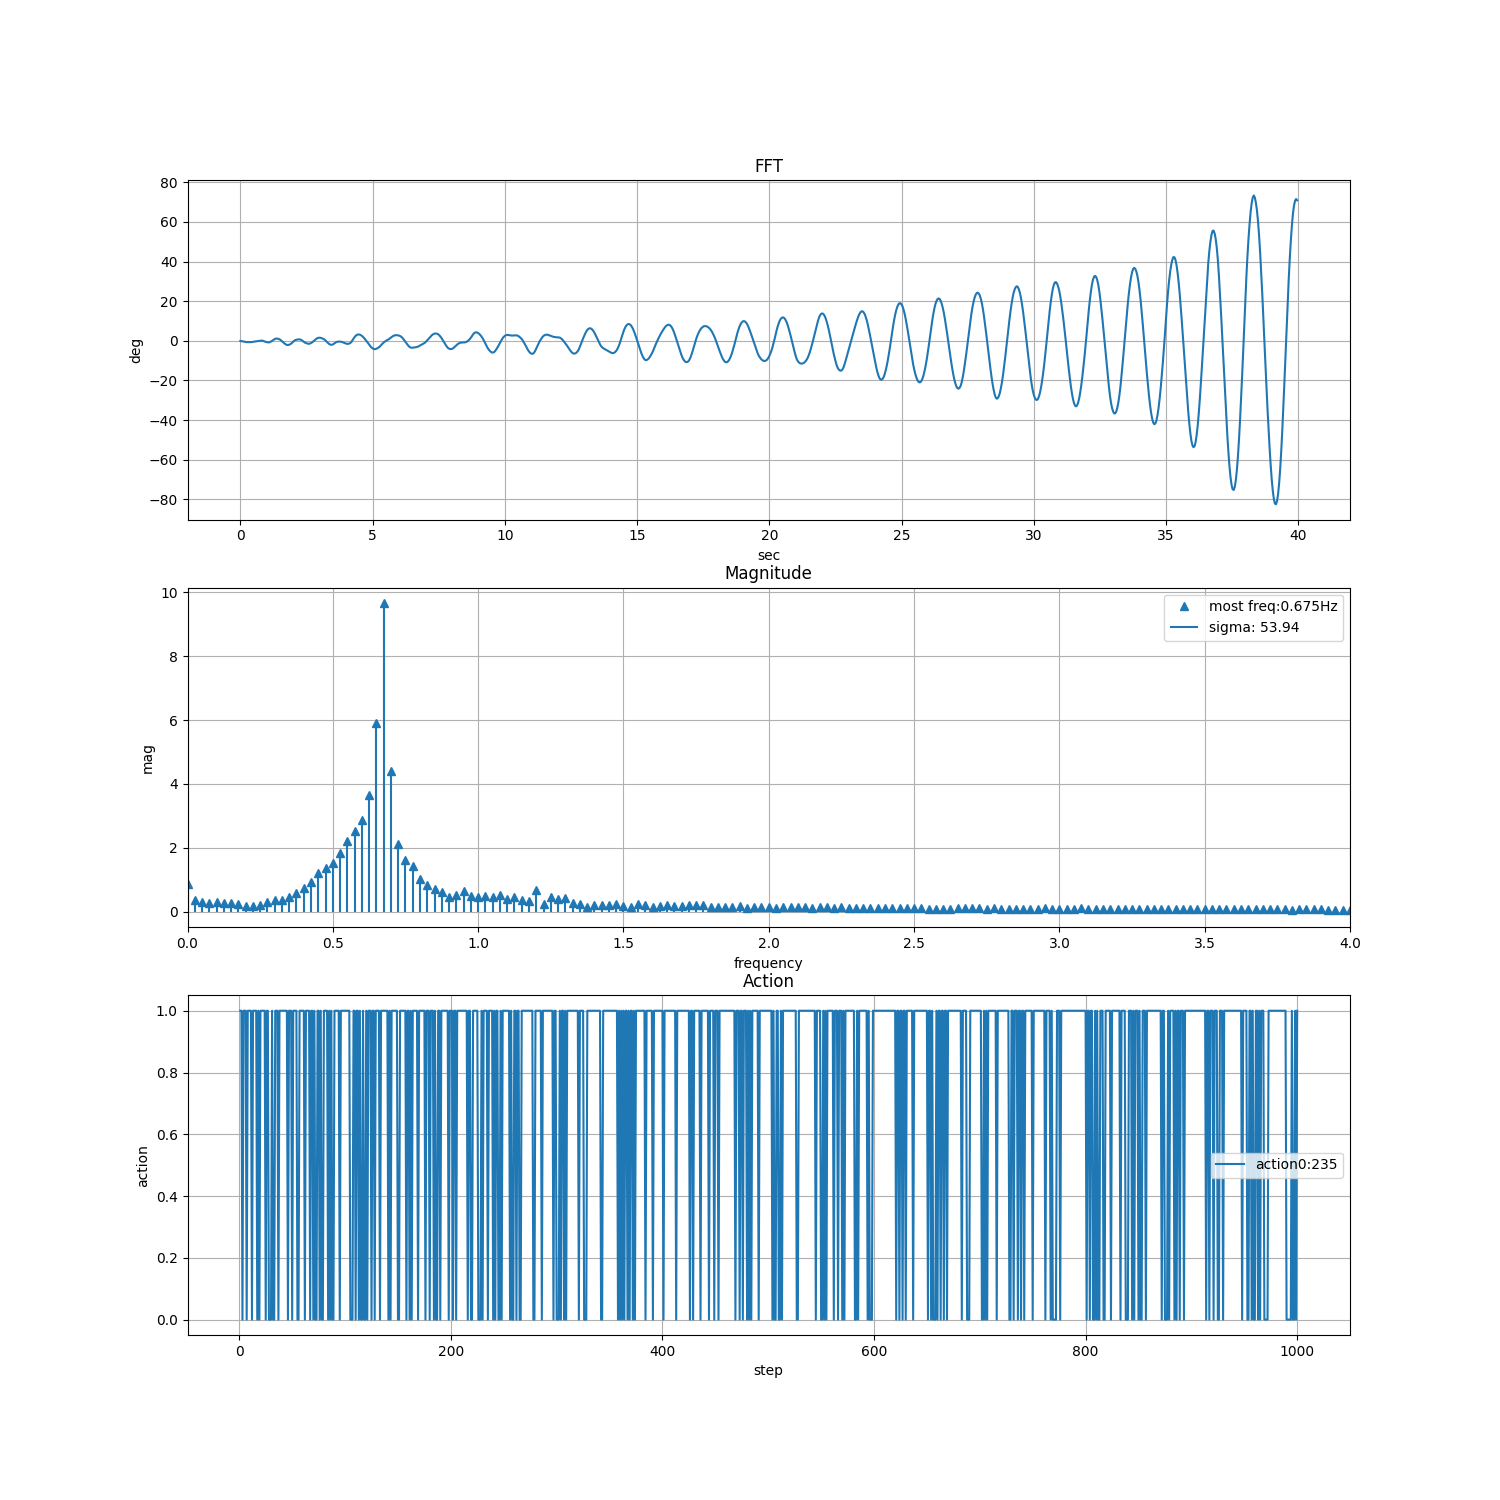 FFT
80
60
40
20
0
−20
−40
−60
−80
deg
0 5 10 15 20 25 30 35 40
sec
Magnitude
10
8
6
4
2
0
mag
most freq:0.675Hz
sigma: 53.94
0.0 0.5 1.0 1.5 2.0 2.5 3.0 3.5 4.0
frequency
Action
1.0
0.8
0.6
0.4
0.2
0.0
action
action0:235
0 200 400 600 800 1000
step